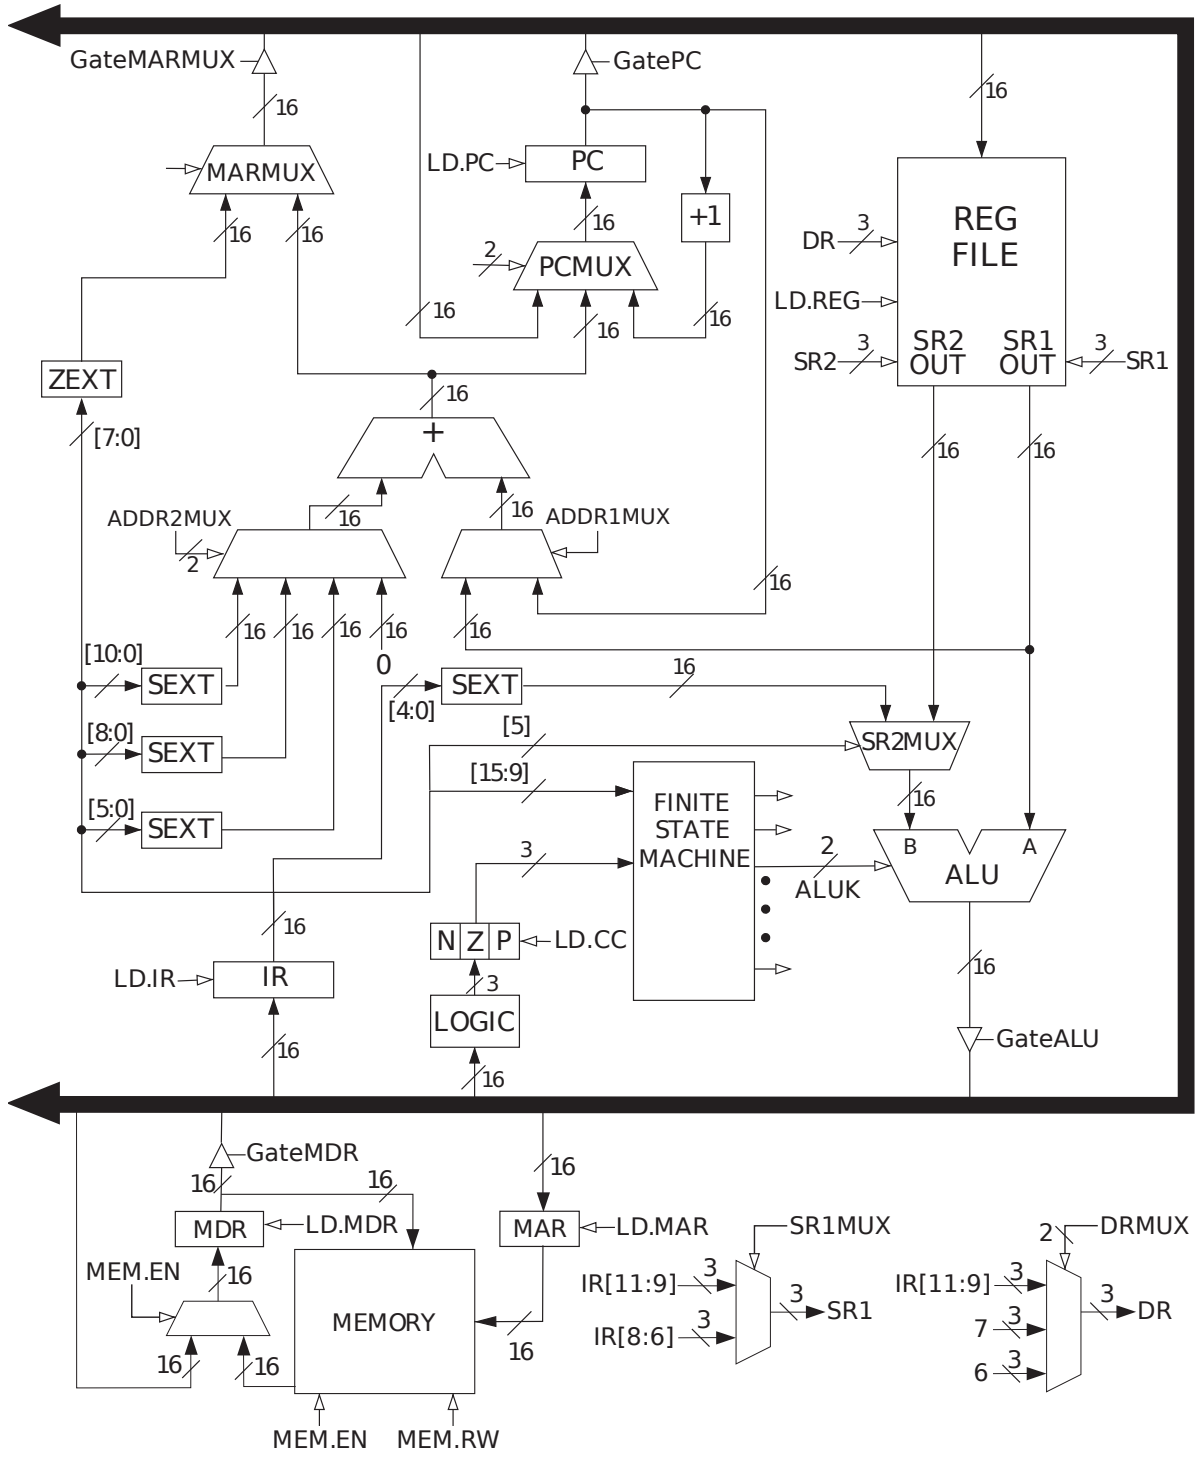 GateMARMUX
GatePC
16
16
LD.PC
PC
MARMUX
+1
REG
FILE
DR
3
16
16
16
2
PCMUX
LD.REG
16
16
16
SR2
3
SR2
OUT
SR1
OUT
3
SR1
ZEXT
16
[7:0]
+
16
16
ADDR2MUX
16
16
ADDR1MUX
2
16
16
16
16
16
16
0
[10:0]
SEXT
[4:0]
SEXT
16
[8:0]
SEXT
[5]
SR2MUX
[15:9]
16
[5:0]
SEXT
FINITE
STATE
MACHINE
3
2
ALUK
B
A
ALU
16
N Z P
LD.CC
16
LD.IR
IR
3
LOGIC
GateALU
16
16
GateMDR
16
16
16
MDR
LD.MDR
MAR
LD.MAR
SR1MUX
2
DRMUX
MEM.EN
16
IR[11:9]
3
IR[11:9]
3
MEMORY
3
SR1
3
DR
IR[8:6]
3
7
3
16
16
16
6
3
MEM.EN
MEM.RW